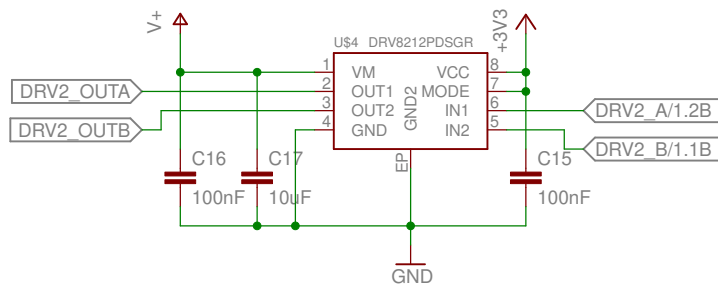 V+
U$4 DRV8212PDSGR
+3V3
1 VM VCC 8
DRV2_OUTA 2 OUT1 MODE 7
3 OUT2 IN1 6 DRV2_A/1.2B
DRV2_OUTB 4 GND IN2 5
GND2
DRV2_B/1.1B
EP
C16 C17 C15
100nF 10uF 100nF
GND